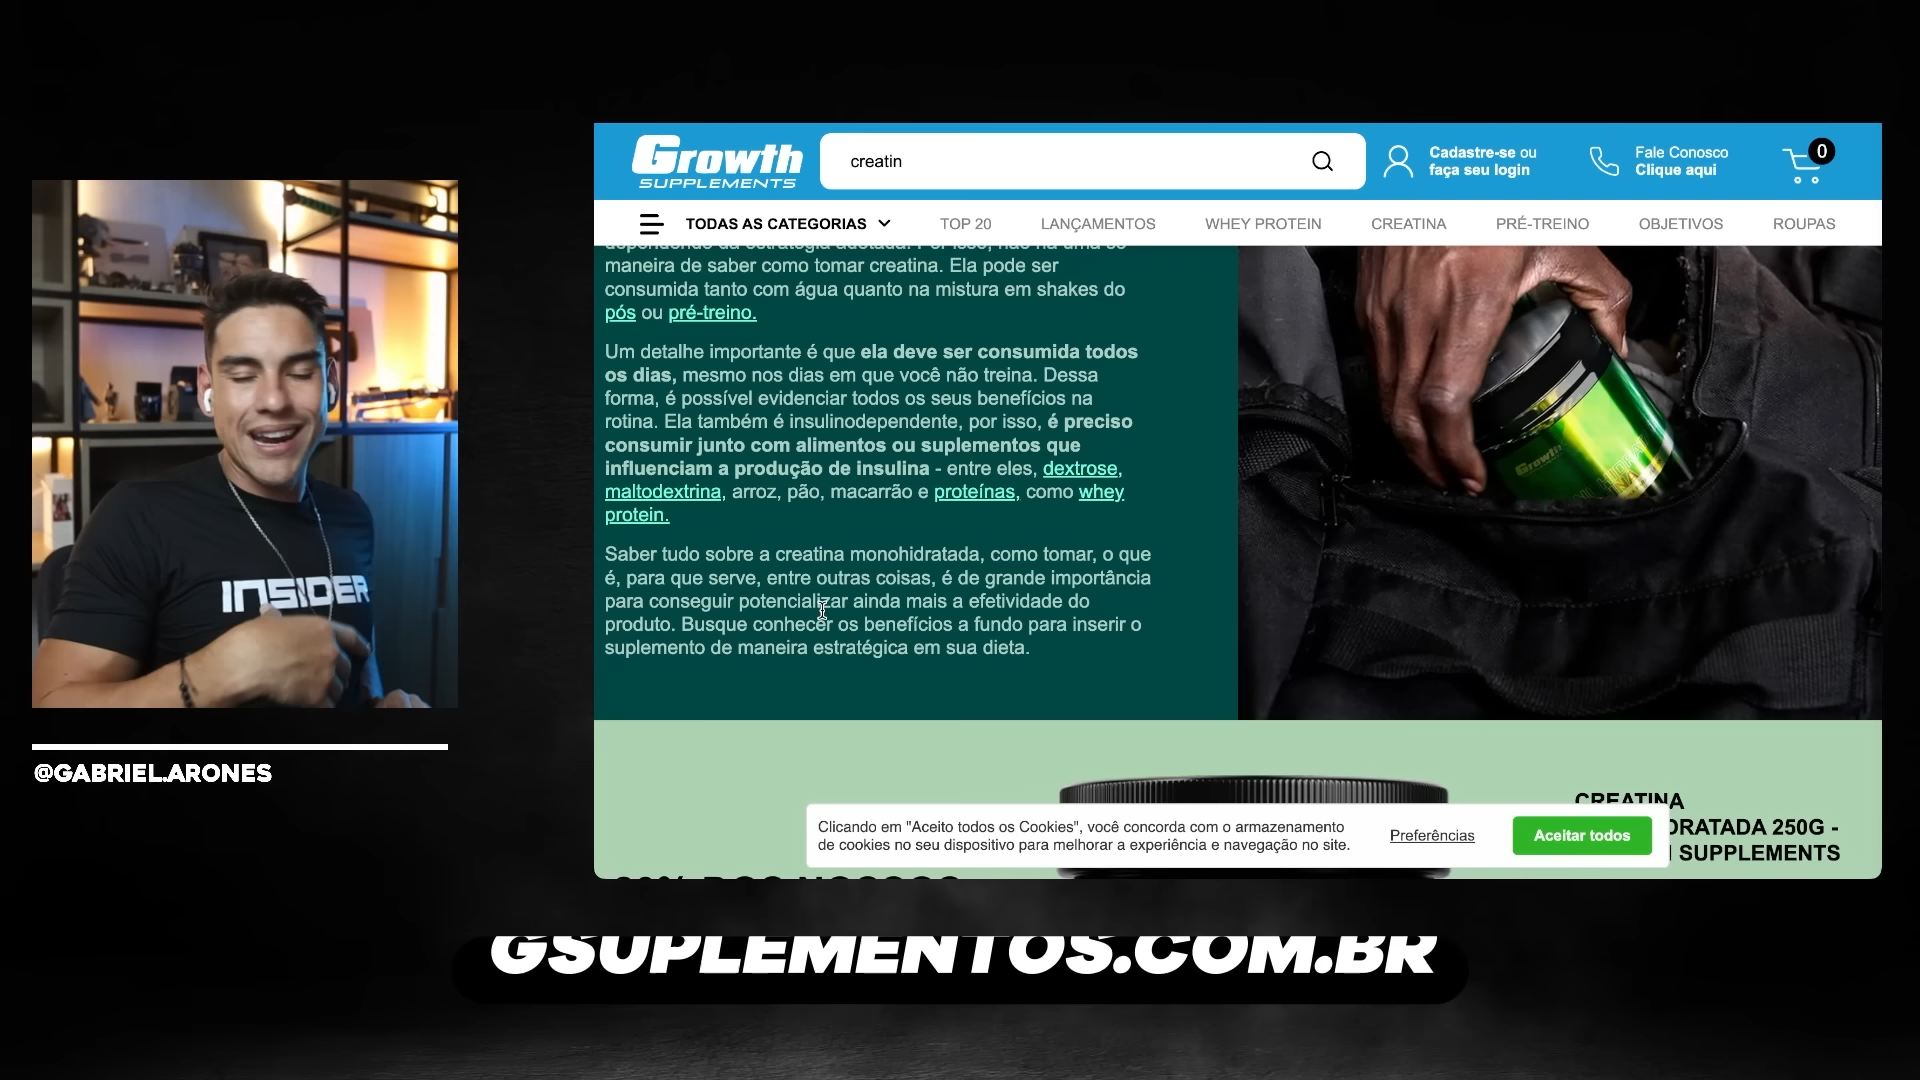 Growth
SUPPLEMENTS
creatin
Cadastre-se ou
faça seu login
Fale Conosco
Clique aqui
0
TODAS AS CATEGORIAS
TOP 20
LANÇAMENTOS
WHEY PROTEIN
CREATINA
PRÉ-TREINO
OBJETIVOS
ROUPAS
maneira de saber como tomar creatina. Ela pode ser
consumida tanto com água quanto na mistura em shakes do
pós ou pré-treino.
Um detalhe importante é que ela deve ser consumida todos
os dias, mesmo nos dias em que você não treina. Dessa
forma, é possível evidenciar todos os seus benefícios na
rotina. Ela também é insulinodependente, por isso, é preciso
consumir junto com alimentos ou suplementos que
influenciam a produção de insulina - entre eles, dextrose,
maltodextrina, arroz, pão, macarrão e proteínas, como whey
protein.
Saber tudo sobre a creatina monohidratada, como tomar, o que
é, para que serve, entre outras coisas, é de grande importância
para conseguir potencializar ainda mais a efetividade do
produto. Busque conhecer os benefícios a fundo para inserir o
suplemento de maneira estratégica em sua dieta.
Growth
INSIDER
@GABRIEL.ARONES
CREATINA
DRATADA 250G -
SUPPLEMENTS
Clicando em "Aceito todos os Cookies", você concorda com o armazenamento
de cookies no seu dispositivo para melhorar a experiência e navegação no site.
Preferências
Aceitar todos
GSUPLEMENTOS.COM.BR